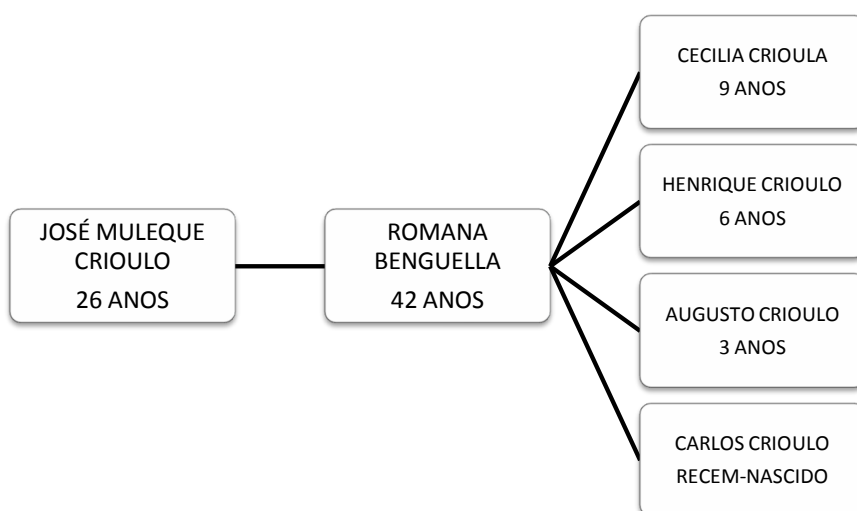 JOSÉ MULEQUE
CRIOULO
26 ANOS
ROMANA
BENGUELLA
42 ANOS
CECILIA CRIOULA
9 ANOS
HENRIQUE CRIOULO
6 ANOS
AUGUSTO CRIOULO
3 ANOS
CARLOS CRIOULO
RECEM-NASCIDO